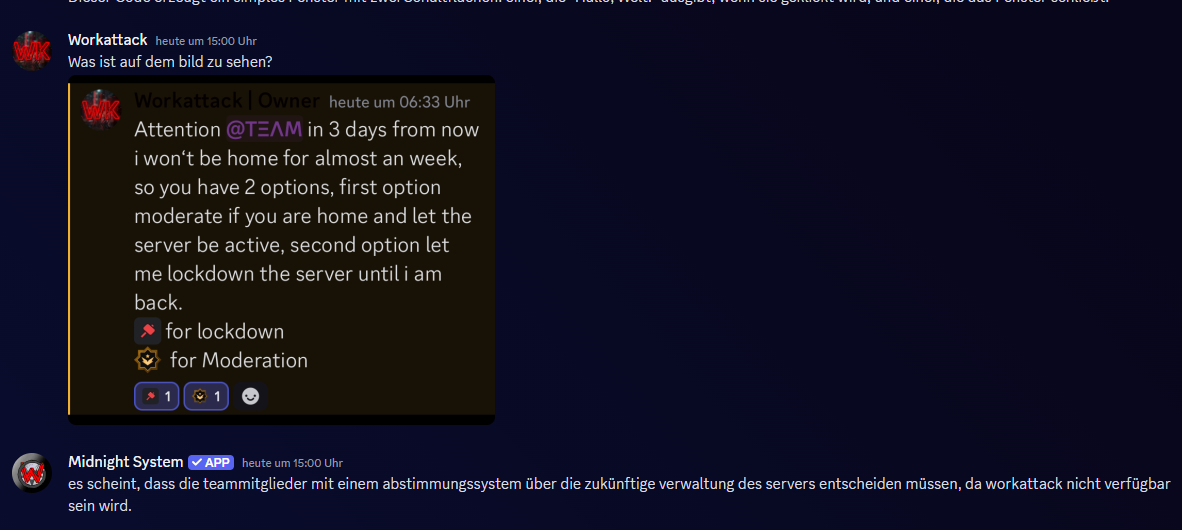 Dieser Code erzeugt ein simples Fenster mit zwei Schaltflächen: einer, die "Hallo, Welt!" ausgibt, wenn sie geklickt wird, und einer, die das Fenster schließt.
Workattack heute um 15:00 Uhr
Was ist auf dem bild zu sehen?
Workattack | Owner heute um 06:33 Uhr
Attention @TEΛM in 3 days from now
i won‘t be home for almost an week,
so you have 2 options, first option
moderate if you are home and let the
server be active, second option let
me lockdown the server until i am
back.
for lockdown
for Moderation
1 1
Midnight System APP heute um 15:00 Uhr
es scheint, dass die teammitglieder mit einem abstimmungssystem über die zukünftige verwaltung des servers entscheiden müssen, da workattack nicht verfügbar
sein wird.